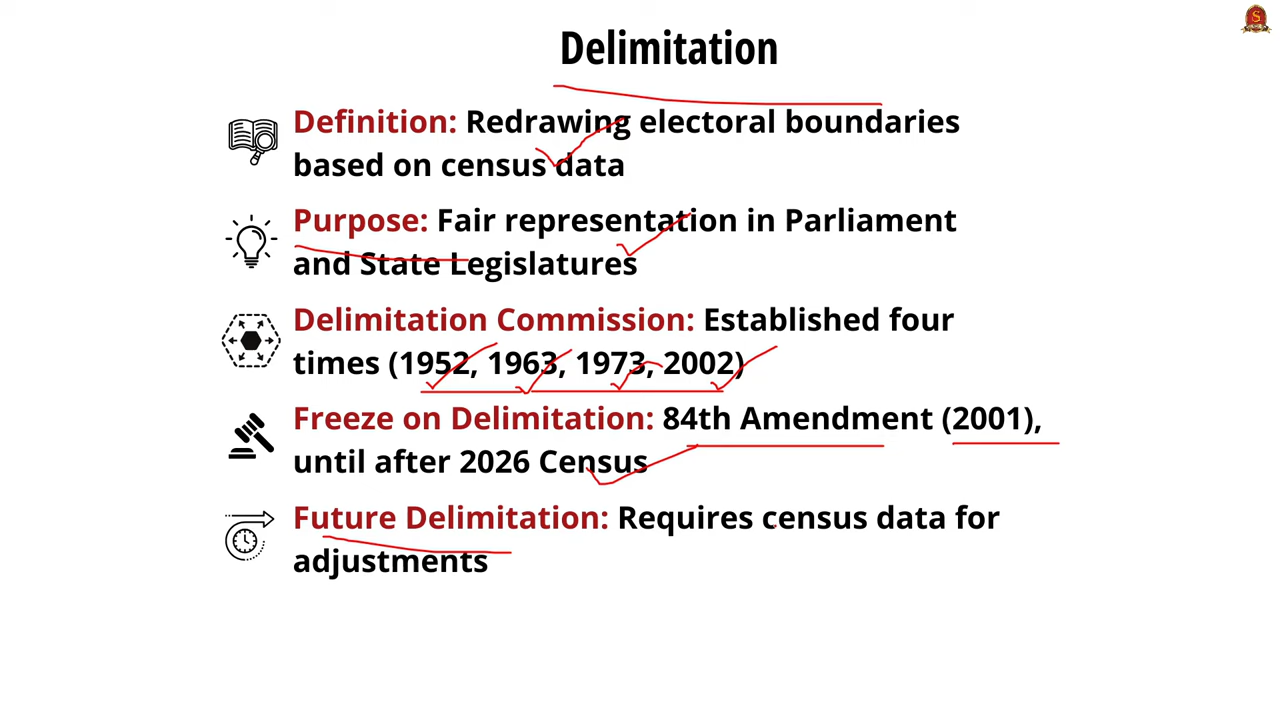 Delimitation
Definition: Redrawing electoral boundaries
based on census data
Purpose: Fair representation in Parliament
and State Legislatures
Delimitation Commission: Established four
times (1952, 1963, 1973, 2002)
Freeze on Delimitation: 84th Amendment (2001),
until after 2026 Census
Future Delimitation: Requires census data for
adjustments